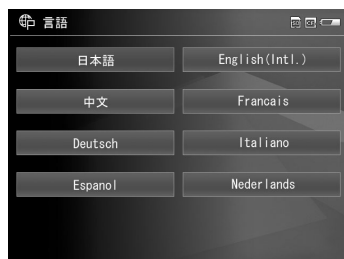 言語
日本語
English(Intl.)
中文
Francais
Deutsch
Italiano
Espanol
Nederlands